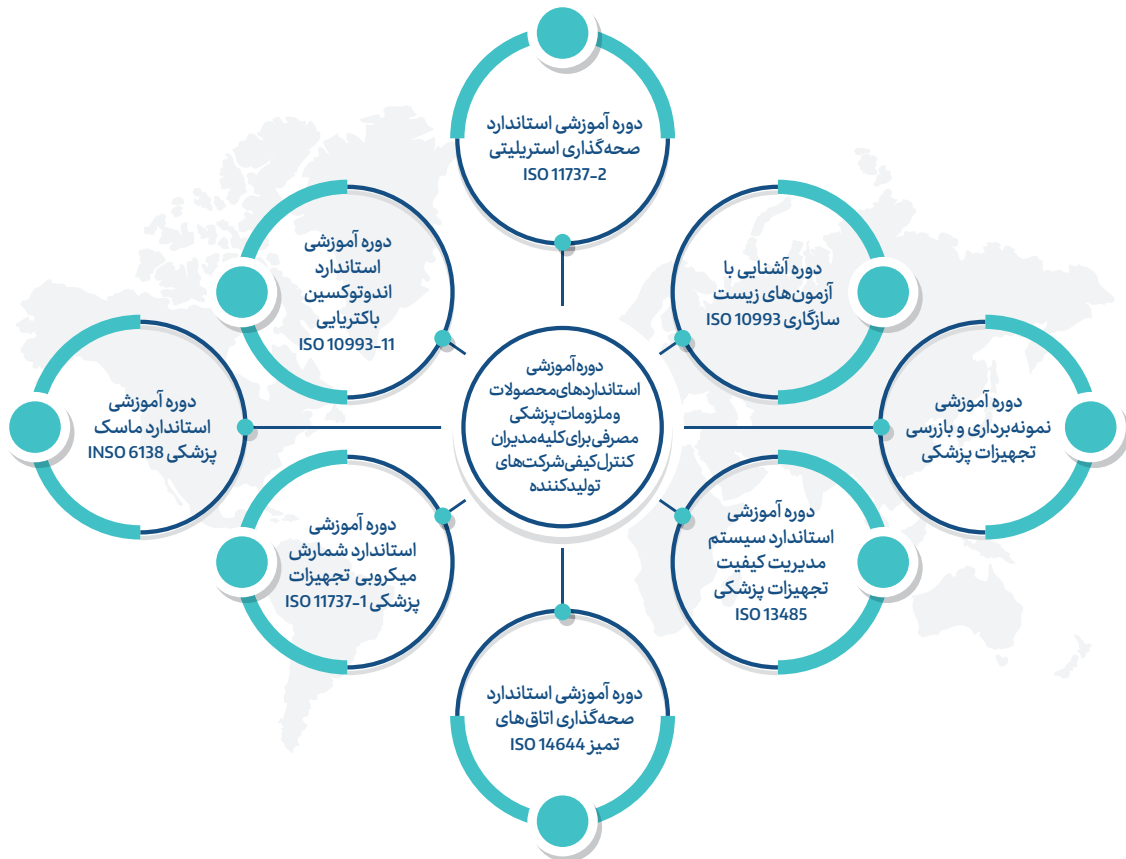 دوره آموزشی استاندارد
صحه‌گذاری استریلیتی
ISO 11737-2
دوره آشنایی با
آزمون‌های زیست
سازگاری ISO 10993
دوره آموزشی
استاندارد
اندوتوکسین
باکتریایی
ISO 10993-11
دوره آموزشی
نمونه‌برداری و بازرسی
تجهیزات پزشکی
دوره آموزشی
استانداردهای محصولات
و ملزومات پزشکی
مصرفی برای کلیه مدیران
کنترل کیفی شرکت‌های
تولیدکننده
دوره آموزشی
استاندارد ماسک
پزشکی INSO 6138
دوره آموزشی
استاندارد سیستم
مدیریت کیفیت
تجهیزات پزشکی
ISO 13485
دوره آموزشی
استاندارد شمارش
میکروبی تجهیزات
پزشکی ISO 11737-1
دوره آموزشی استاندارد
صحه‌گذاری اتاق‌های
تمیز ISO 14644